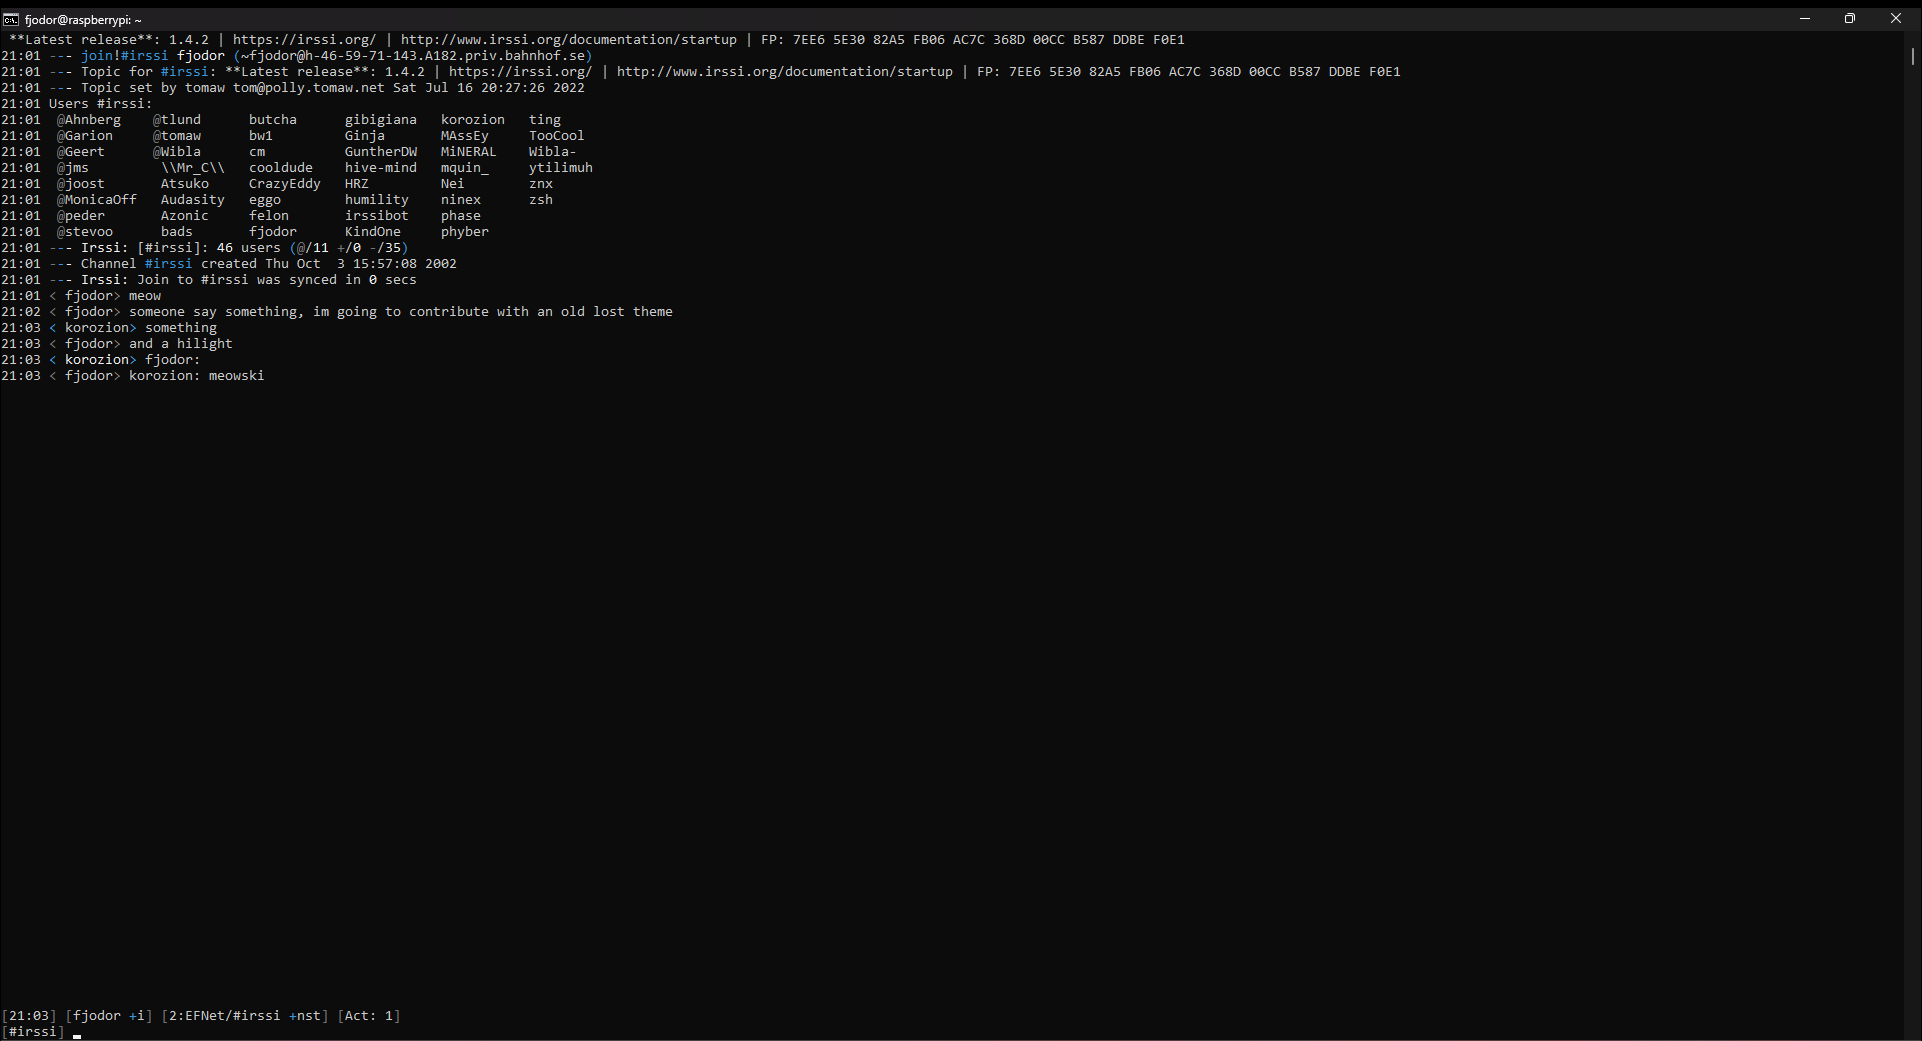 fjodor@raspberrypi: ~
**Latest release**: 1.4.2 | https://irssi.org/ | http://www.irssi.org/documentation/startup | FP: 7EE6 5E30 82A5 FB06 AC7C 368D 00CC B587 DDBE F0E1
21:01 --- join!#irssi fjodor (~fjodor@h-46-59-71-143.A182.priv.bahnhof.se)
21:01 --- Topic for #irssi: **Latest release**: 1.4.2 | https://irssi.org/ | http://www.irssi.org/documentation/startup | FP: 7EE6 5E30 82A5 FB06 AC7C 368D 00CC B587 DDBE F0E1
21:01 --- Topic set by tomaw tom@polly.tomaw.net Sat Jul 16 20:27:26 2022
21:01 Users #irssi:
21:01  @Ahnberg    @tlund      butcha      gibigiana   korozion   ting
21:01  @Garion     @tomaw      bw1         Ginja       MAssEy     TooCool
21:01  @Geert      @Wibla      cm          GuntherDW   MiNERAL    Wibla-
21:01  @jms         \\Mr_C\\   cooldude    hive-mind   mquin_     ytilimuh
21:01  @joost       Atsuko     CrazyEddy   HRZ         Nei        znx
21:01  @MonicaOff   Audasity   eggo        humility    ninex      zsh
21:01  @peder       Azonic     felon       irssibot    phase
21:01  @stevoo      bads       fjodor      KindOne     phyber
21:01 --- Irssi: [#irssi]: 46 users (@/11 +/0 -/35)
21:01 --- Channel #irssi created Thu Oct  3 15:57:08 2002
21:01 --- Irssi: Join to #irssi was synced in 0 secs
21:01 < fjodor> meow
21:02 < fjodor> someone say something, im going to contribute with an old lost theme
21:03 < korozion> something
21:03 < fjodor> and a hilight
21:03 < korozion> fjodor:
21:03 < fjodor> korozion: meowski
[21:03] [fjodor +i] [2:EFNet/#irssi +nst] [Act: 1]
[#irssi]